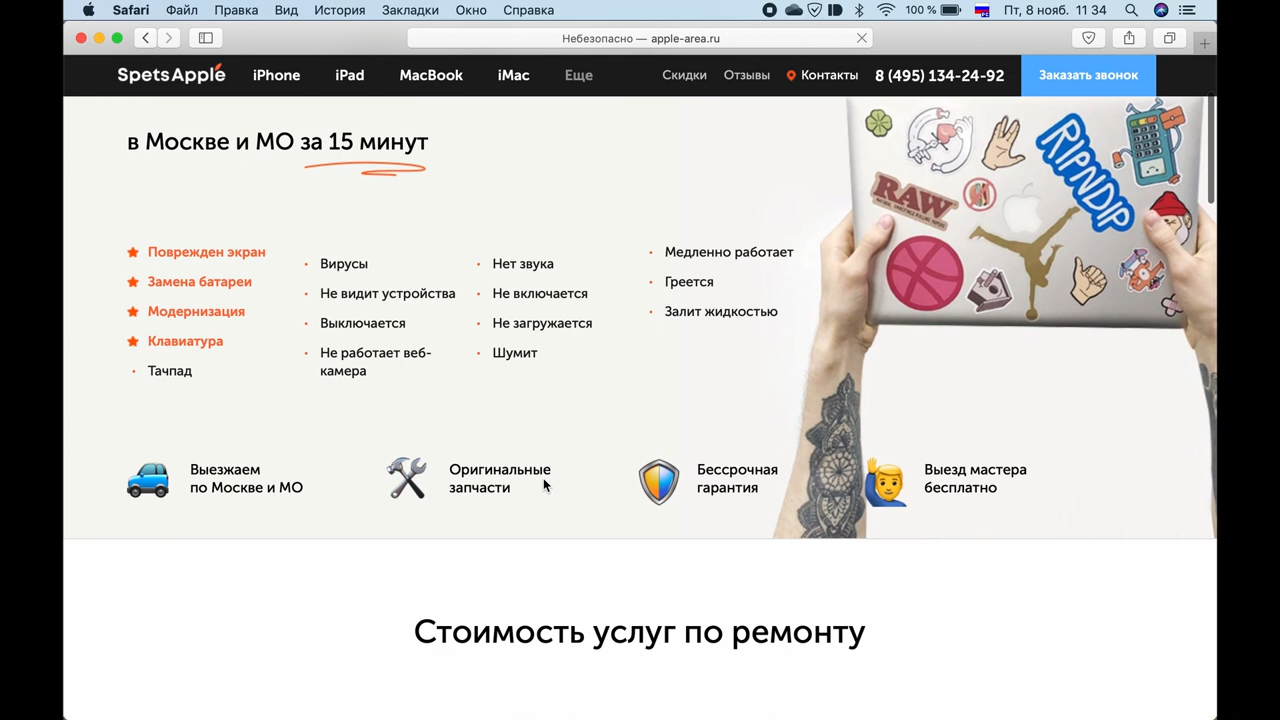 Safari Файл Правка Вид История Закладки Окно Справка 100 % Пт, 8 нояб. 11 34
Небезопасно — apple-area.ru
SpetsApple iPhone iPad MacBook iMac Еще Скидки Отзывы Контакты 8 (495) 134-24-92 Заказать звонок
в Москве и МО за 15 минут
Поврежден экран
Замена батареи
Модернизация
Клавиатура
Тачпад
Вирусы
Не видит устройства
Выключается
Не работает веб-
камера
Нет звука
Не включается
Не загружается
Шумит
Медленно работает
Греется
Залит жидкостью
RAW
RIPNDIP
Выезжаем
по Москве и МО
Оригинальные
запчасти
Бессрочная
гарантия
Выезд мастера
бесплатно
Стоимость услуг по ремонту